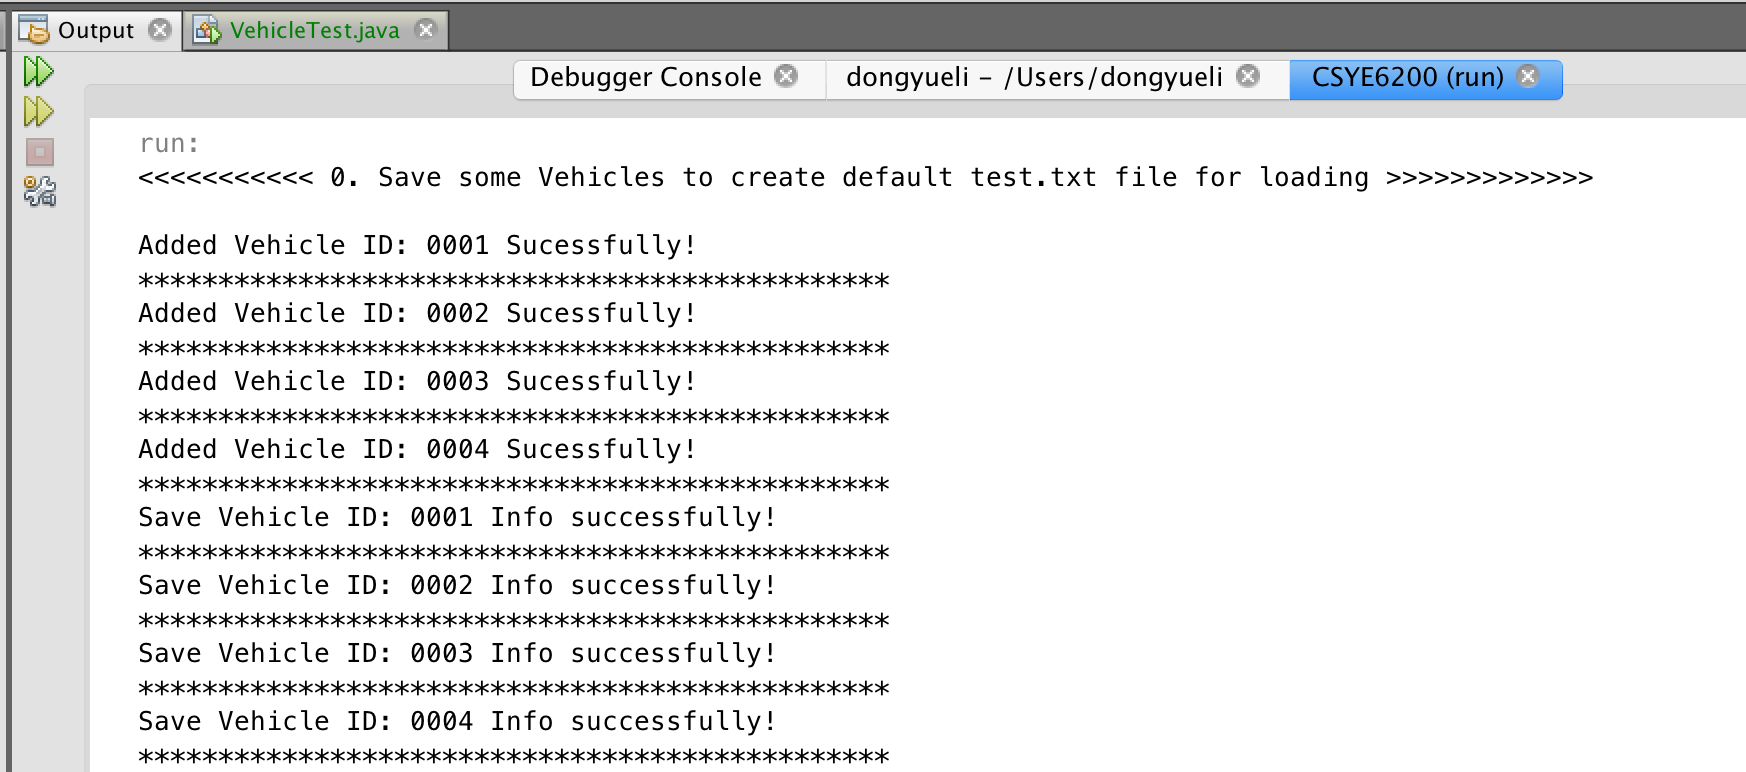 Output VehicleTest.java
Debugger Console dongyueli – /Users/dongyueli CSYE6200 (run)
run:
<<<<<<<<<<< 0. Save some Vehicles to create default test.txt file for loading >>>>>>>>>>>>>
Added Vehicle ID: 0001 Sucessfully!
***********************************************
Added Vehicle ID: 0002 Sucessfully!
***********************************************
Added Vehicle ID: 0003 Sucessfully!
***********************************************
Added Vehicle ID: 0004 Sucessfully!
***********************************************
Save Vehicle ID: 0001 Info successfully!
***********************************************
Save Vehicle ID: 0002 Info successfully!
***********************************************
Save Vehicle ID: 0003 Info successfully!
***********************************************
Save Vehicle ID: 0004 Info successfully!
***********************************************